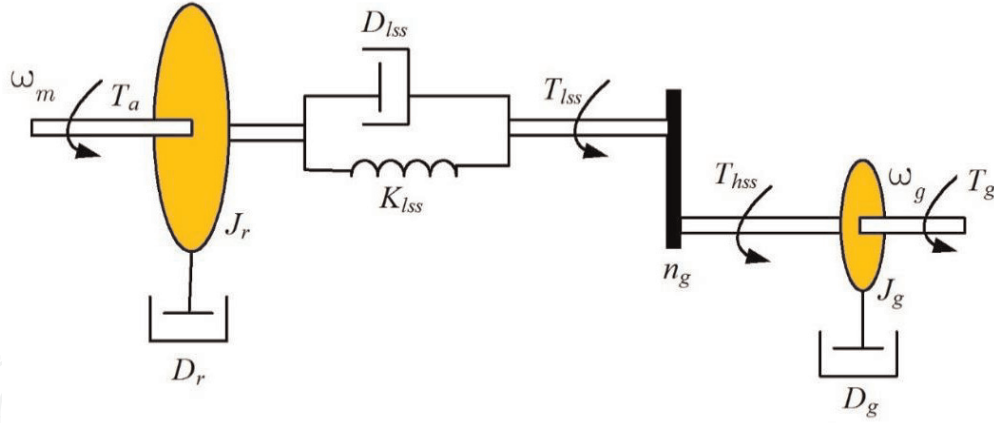 D_lss
ω_m
T_a
T_lss
K_lss
T_hss
ω_g
T_g
J_r
n_g
J_g
D_r
D_g